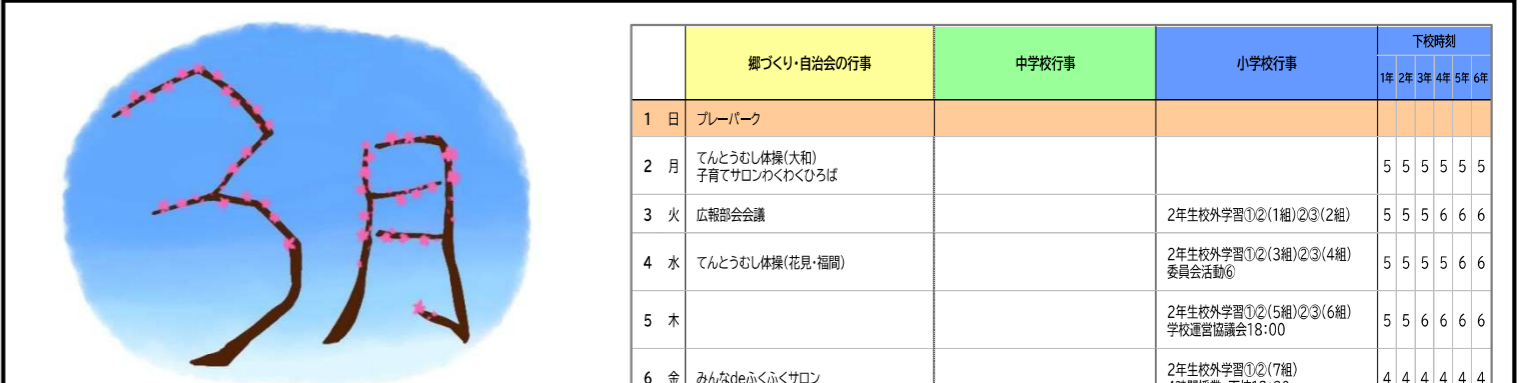 3月
郷づくり・自治会の行事 中学校行事 小学校行事 下校時刻
1年 2年 3年 4年 5年 6年
1 日 プレーパーク
2 月 てんとうむし体操(大和)
子育てサロンわくわくひろば
5 5 5 5 5 5
3 火 広報部会会議 2年生校外学習①②(1組)②③(2組) 5 5 5 6 6 6
4 水 てんとうむし体操(花見・福間) 2年生校外学習①②(3組)②③(4組)
委員会活動⑥
5 5 5 5 6 6
5 木 2年生校外学習①②(5組)②③(6組)
学校運営協議会18:00
5 5 6 6 6 6
6 金 みんなdeふくふくサロン 2年生校外学習①②(7組)
4 4 4 4 4 4